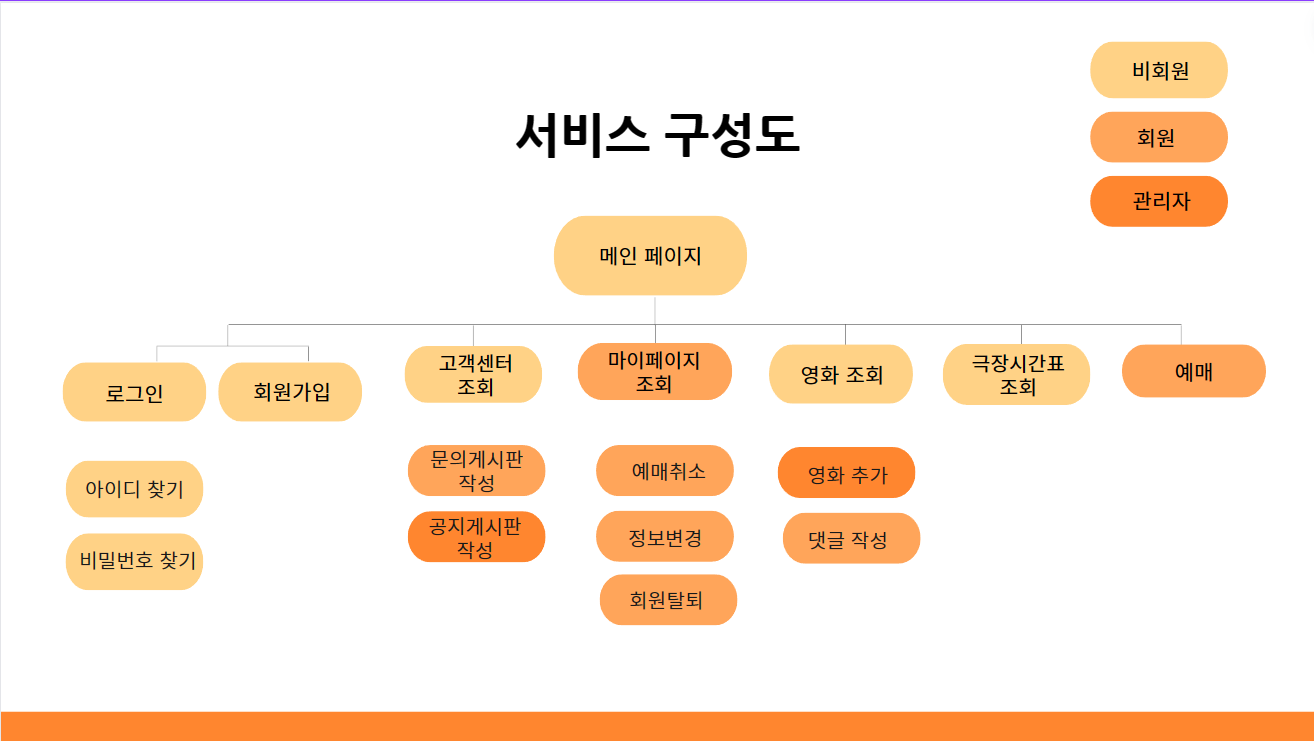 비회원
서비스 구성도
회원
관리자
메인 페이지
로그인
회원가입
고객센터
조회
마이페이지
조회
영화 조회
극장시간표
조회
예매
아이디 찾기
비밀번호 찾기
문의게시판
작성
공지게시판
작성
예매취소
정보변경
회원탈퇴
영화 추가
댓글 작성